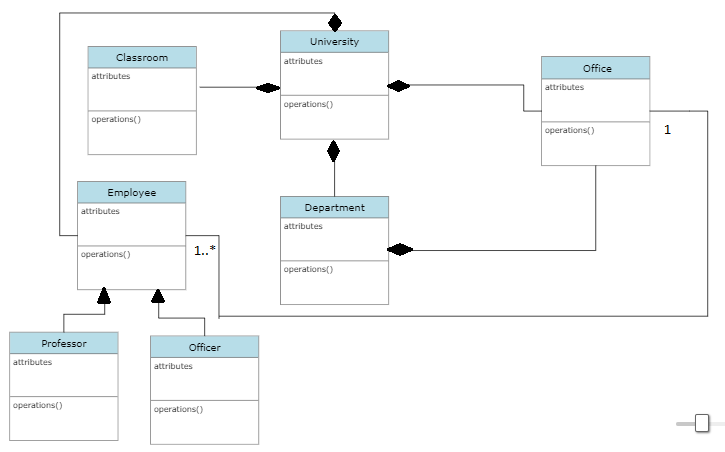 University
attributes
operations()
Classroom
attributes
operations()
Office
attributes
operations()
1
Employee
attributes
operations()
1..*
Department
attributes
operations()
Professor
attributes
operations()
Officer
attributes
operations()